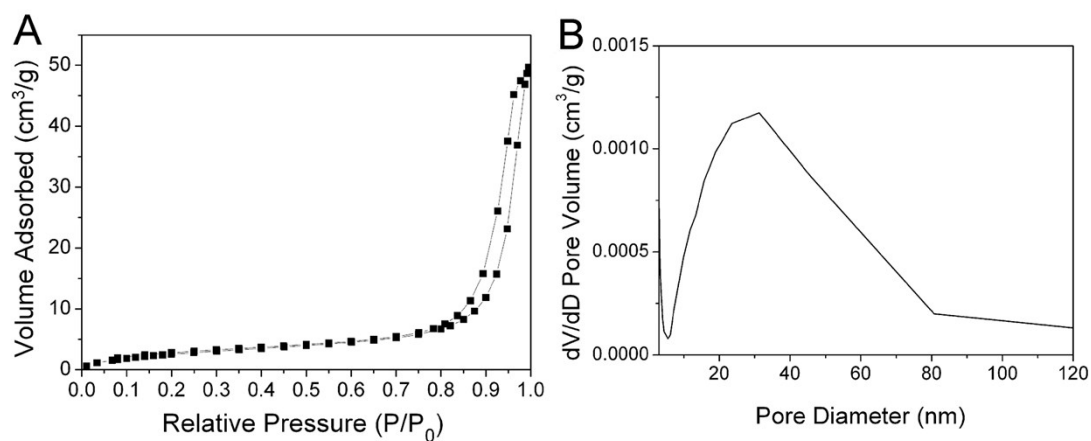 A
Volume Adsorbed (cm³/g)
50
40
30
20
10
0
0.0 0.1 0.2 0.3 0.4 0.5 0.6 0.7 0.8 0.9 1.0
Relative Pressure (P/P₀)
B
dV/dD Pore Volume (cm³/g)
0.0015
0.0010
0.0005
0.0000
20 40 60 80 100 120
Pore Diameter (nm)